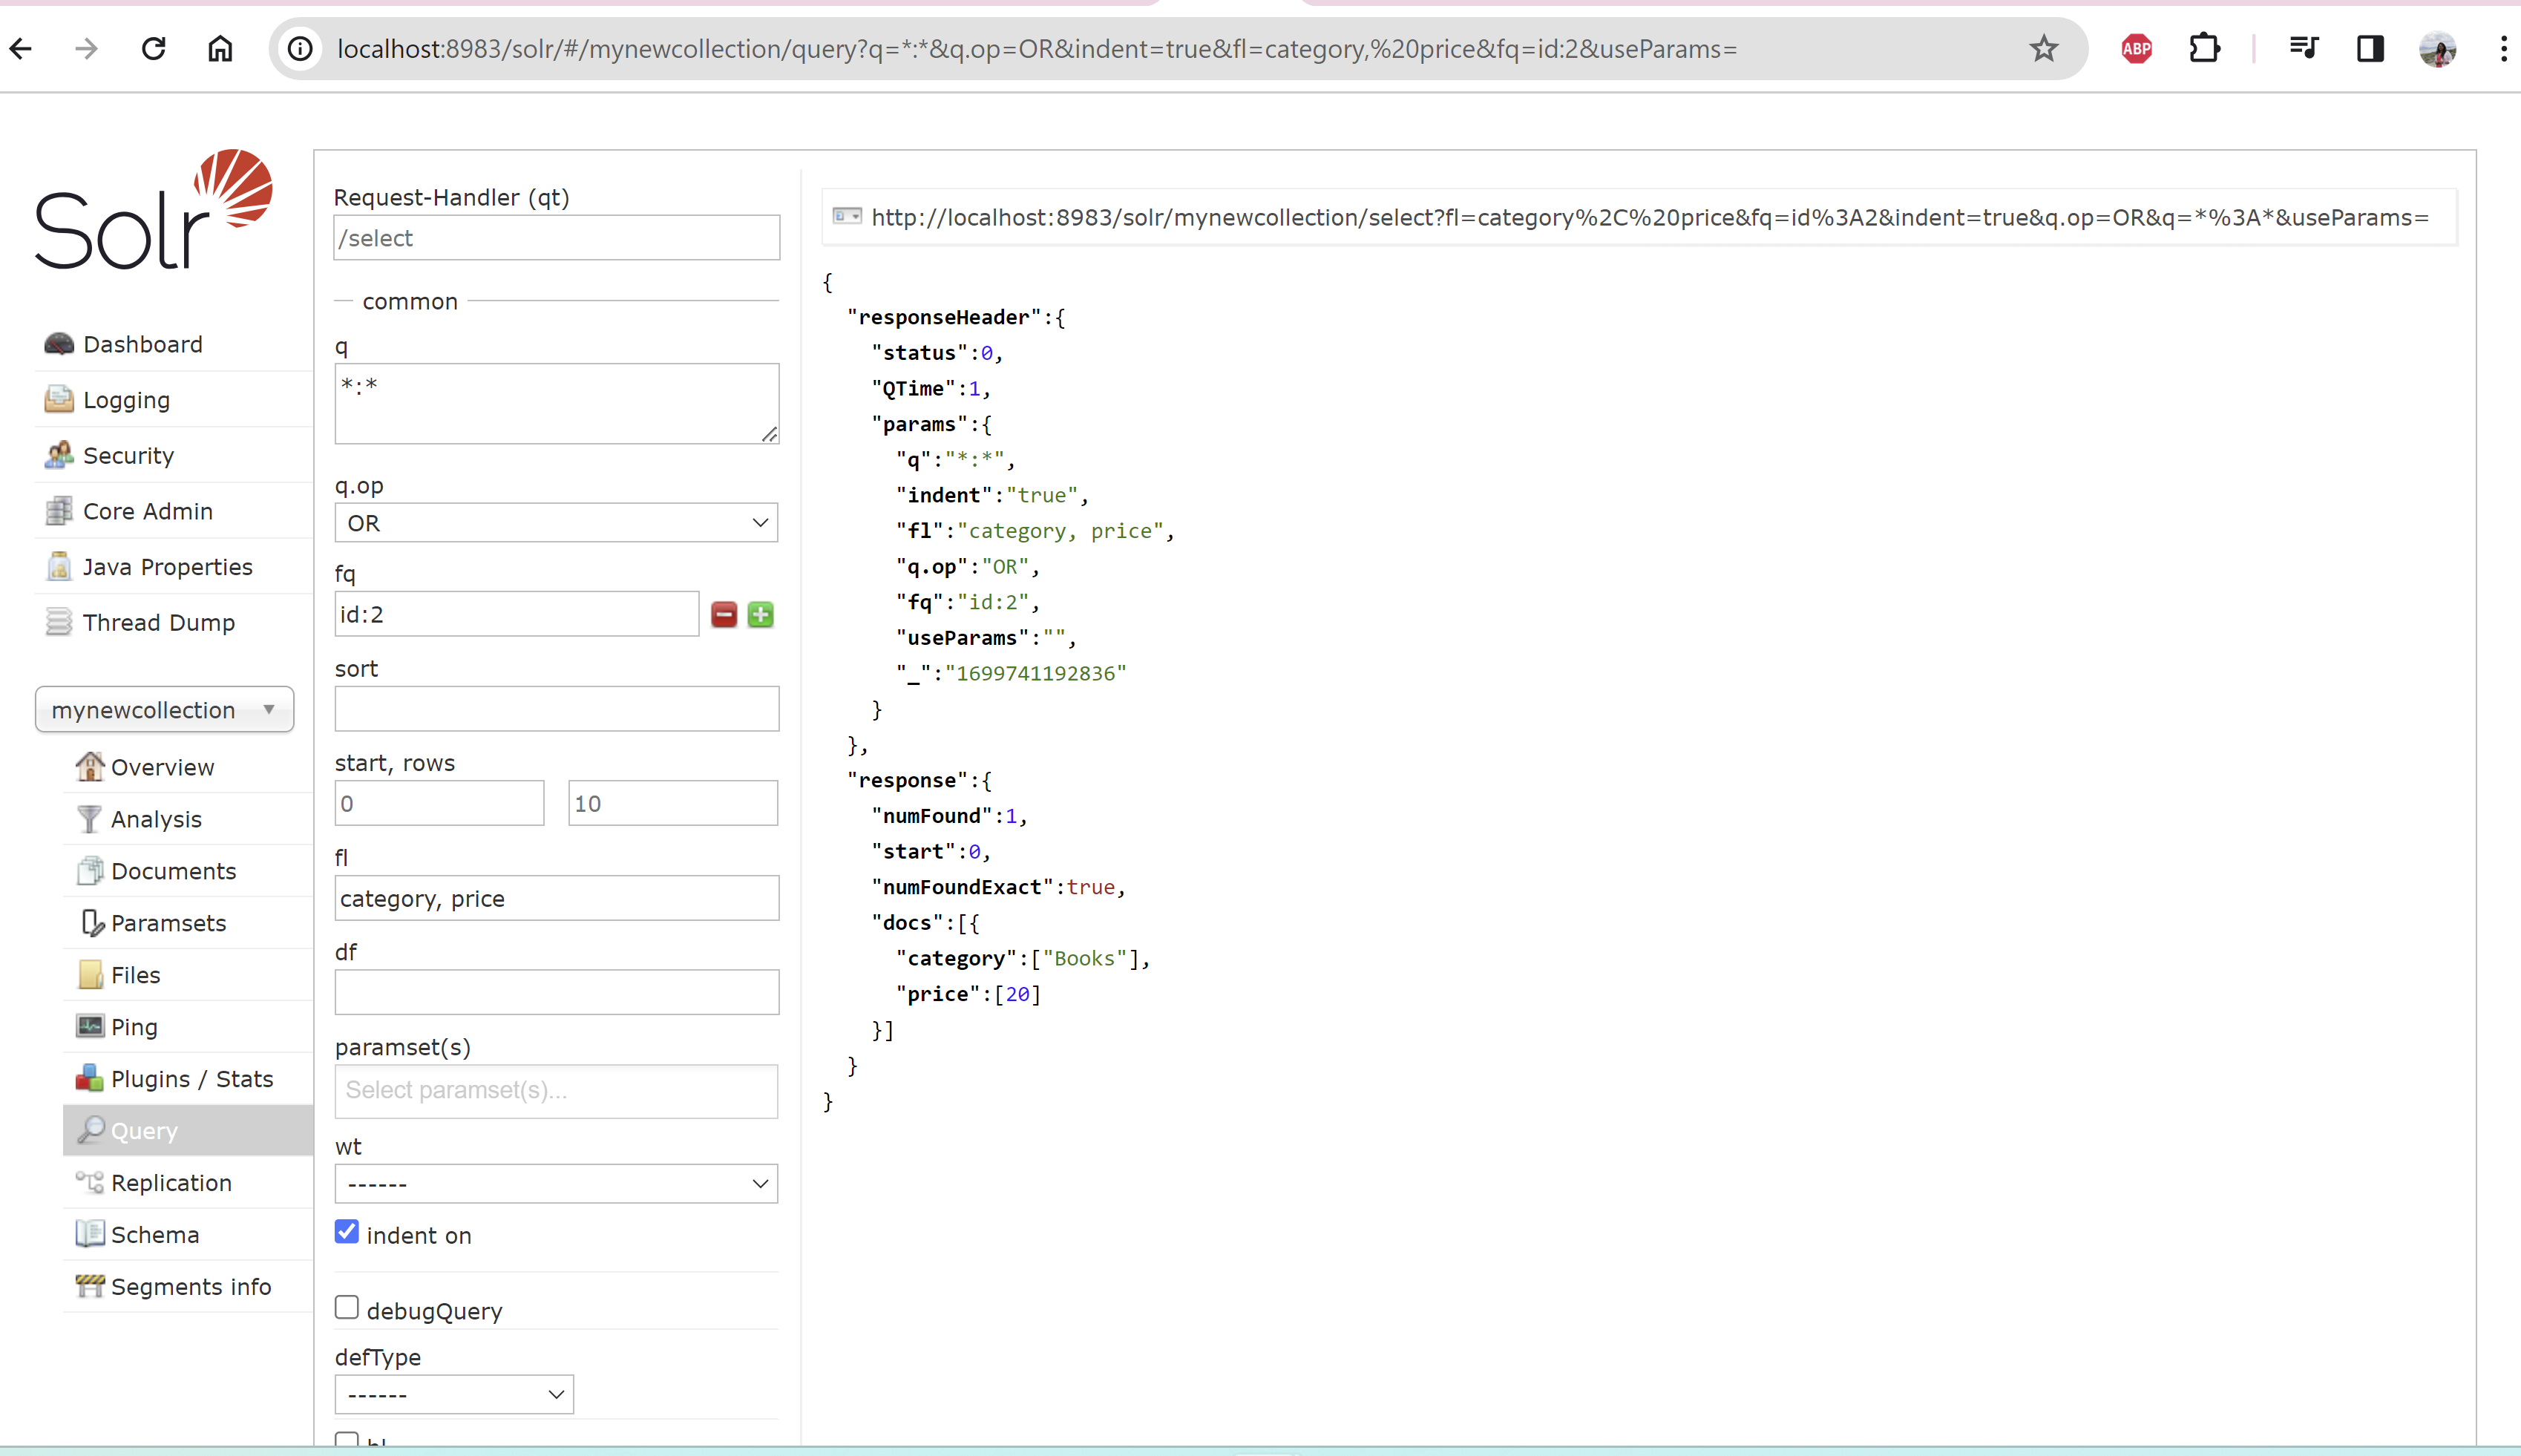 localhost:8983/solr/#/mynewcollection/query?q=*:*&q.op=OR&indent=true&fl=category,%20price&fq=id:2&useParams=
ABP
Solr
Dashboard
Logging
Security
Core Admin
Java Properties
Thread Dump
mynewcollection
Overview
Analysis
Documents
Paramsets
Files
Ping
Plugins / Stats
Query
Replication
Schema
Segments info
Request-Handler (qt)
/select
common
q
*:*
q.op
OR
fq
id:2
sort
start, rows
0 10
fl
category, price
df
paramset(s)
Select paramset(s)...
wt
------
indent on
debugQuery
defType
------
http://localhost:8983/solr/mynewcollection/select?fl=category%2C%20price&fq=id%3A2&indent=true&q.op=OR&q=*%3A*&useParams=
{
"responseHeader":{
"status":0,
"QTime":1,
"params":{
"q":"*:*",
"indent":"true",
"fl":"category, price",
"q.op":"OR",
"fq":"id:2",
"useParams":"",
"_":"1699741192836"
}
},
"response":{
"numFound":1,
"start":0,
"numFoundExact":true,
"docs":[{
"category":["Books"],
"price":[20]
}]
}
}